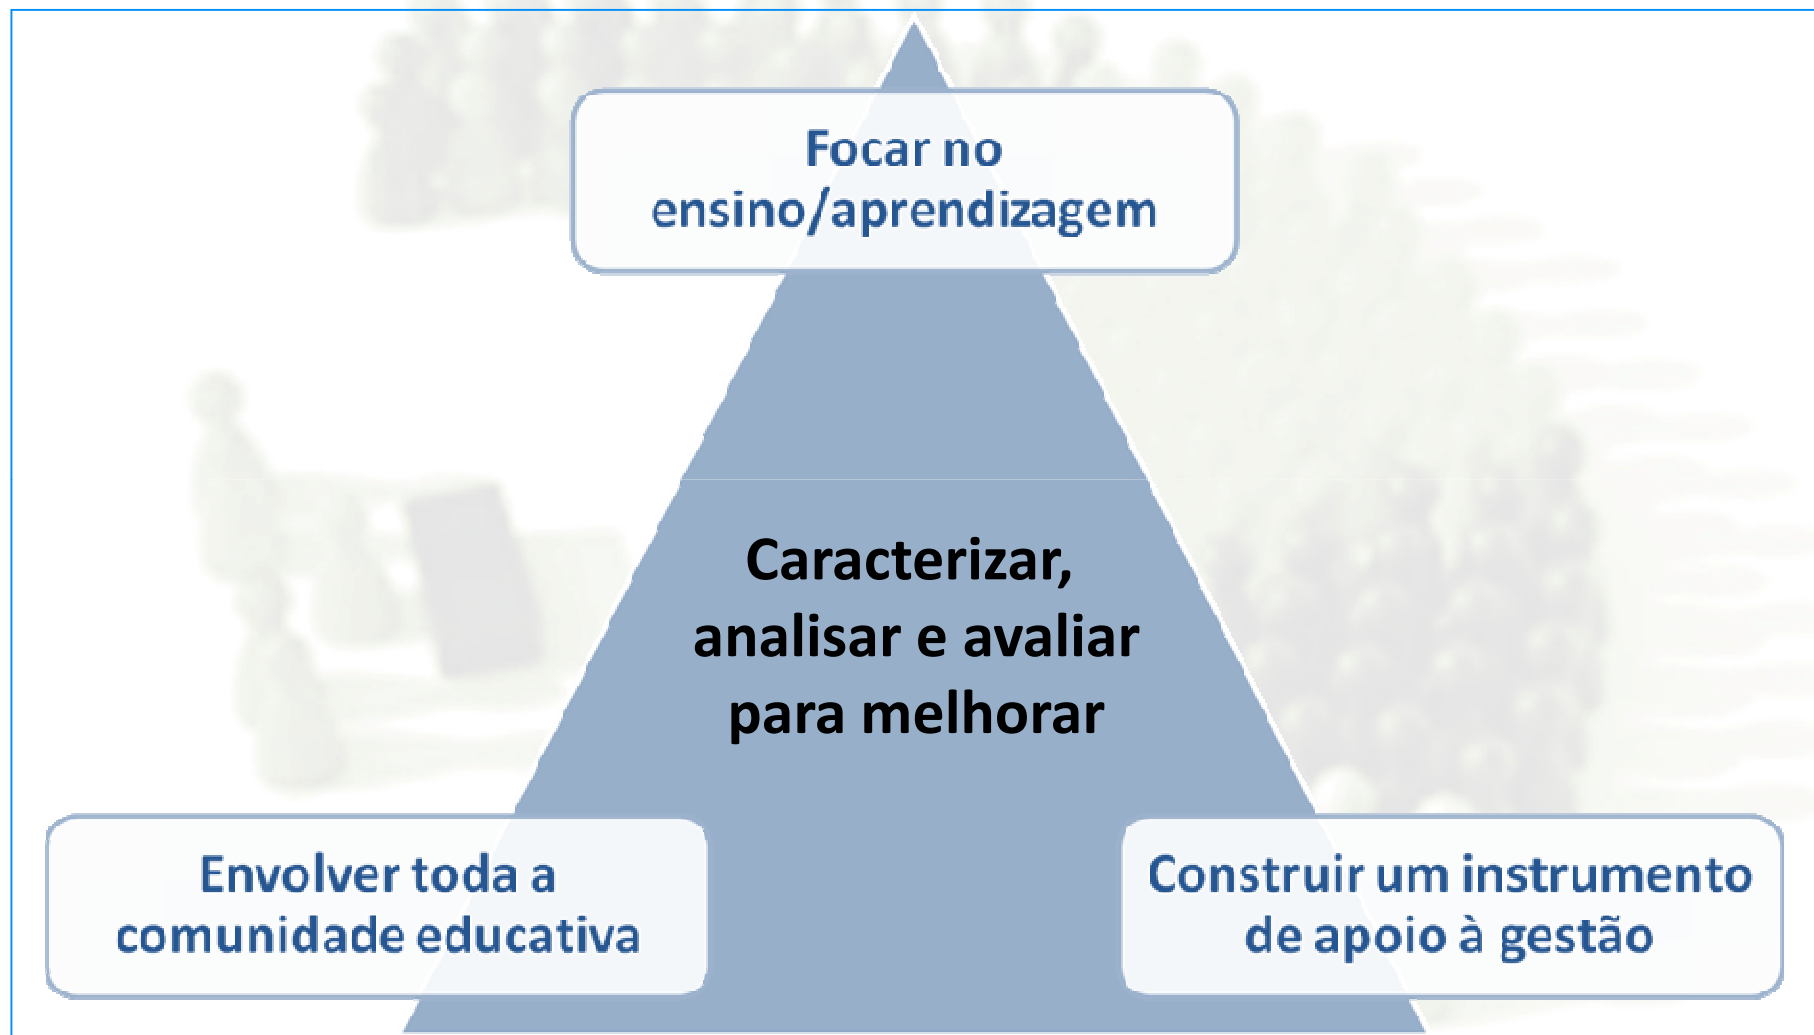 Focar no
ensino/aprendizagem
Caracterizar,
analisar e avaliar
para melhorar
Envolver toda a
comunidade educativa
Construir um instrumento
de apoio à gestão